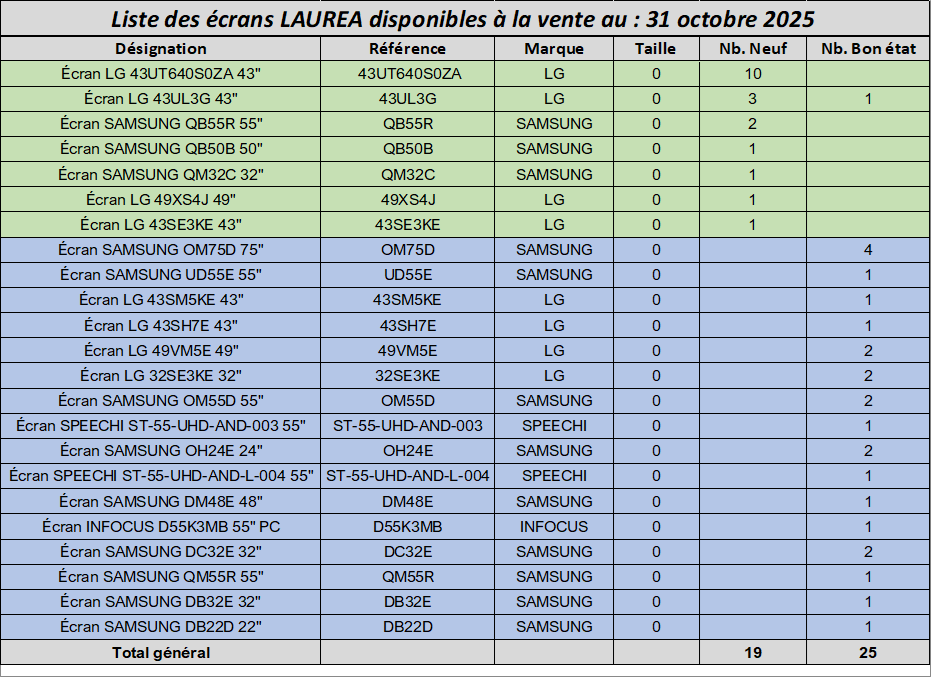 Liste des écrans LAUREA disponibles à la vente au : 31 octobre 2025
Désignation Référence Marque Taille Nb. Neuf Nb. Bon état
Écran LG 43UT640S0ZA 43" 43UT640S0ZA LG 0 10
Écran LG 43UL3G 43" 43UL3G LG 0 3 1
Écran SAMSUNG QB55R 55" QB55R SAMSUNG 0 2
Écran SAMSUNG QB50B 50" QB50B SAMSUNG 0 1
Écran SAMSUNG QM32C 32" QM32C SAMSUNG 0 1
Écran LG 49XS4J 49" 49XS4J LG 0 1
Écran LG 43SE3KE 43" 43SE3KE LG 0 1
Écran SAMSUNG OM75D 75" OM75D SAMSUNG 0 4
Écran SAMSUNG UD55E 55" UD55E SAMSUNG 0 1
Écran LG 43SM5KE 43" 43SM5KE LG 0 1
Écran LG 43SH7E 43" 43SH7E LG 0 1
Écran LG 49VM5E 49" 49VM5E LG 0 2
Écran LG 32SE3KE 32" 32SE3KE LG 0 2
Écran SAMSUNG OM55D 55" OM55D SAMSUNG 0 2
Écran SPEECHI ST-55-UHD-AND-003 55" ST-55-UHD-AND-003 SPEECHI 0 1
Écran SAMSUNG OH24E 24" OH24E SAMSUNG 0 2
Écran SPEECHI ST-55-UHD-AND-L-004 55" ST-55-UHD-AND-L-004 SPEECHI 0 1
Écran SAMSUNG DM48E 48" DM48E SAMSUNG 0 1
Écran INFOCUS D55K3MB 55" PC D55K3MB INFOCUS 0 1
Écran SAMSUNG DC32E 32" DC32E SAMSUNG 0 2
Écran SAMSUNG QM55R 55" QM55R SAMSUNG 0 1
Écran SAMSUNG DB32E 32" DB32E SAMSUNG 0 1
Écran SAMSUNG DB22D 22" DB22D SAMSUNG 0 1
Total général 19 25